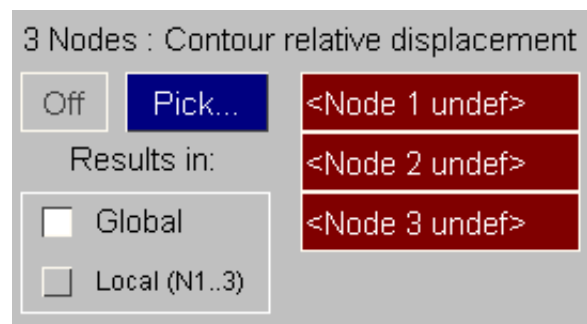 3 Nodes : Contour relative displacement
Off Pick... <Node 1 undef>
Results in: <Node 2 undef>
Global <Node 3 undef>
Local (N1..3)